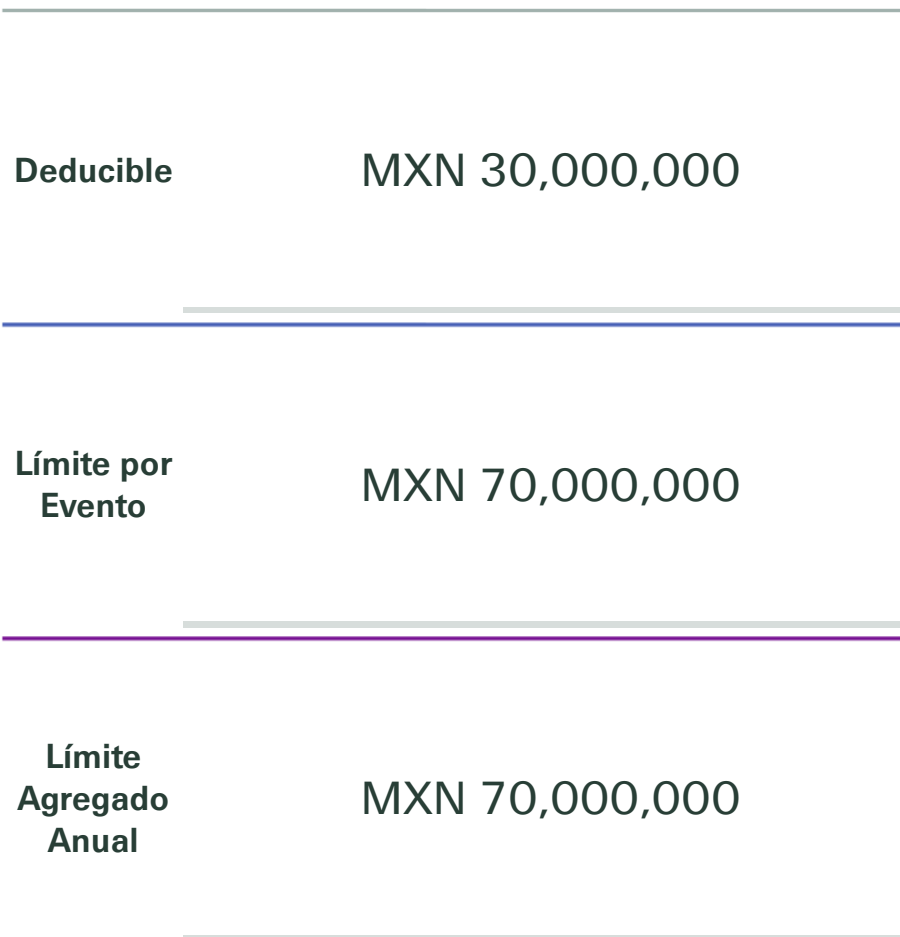 Deducible
MXN 30,000,000
Límite por
Evento
MXN 70,000,000
Límite
Agregado
Anual
MXN 70,000,000